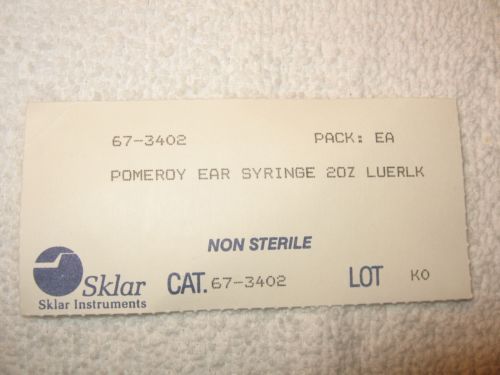 67-3402 PACK: EA
POMEROY EAR SYRINGE 2OZ LUERLK
NON STERILE
Sklar CAT. 67-3402 LOT KO
Sklar Instruments